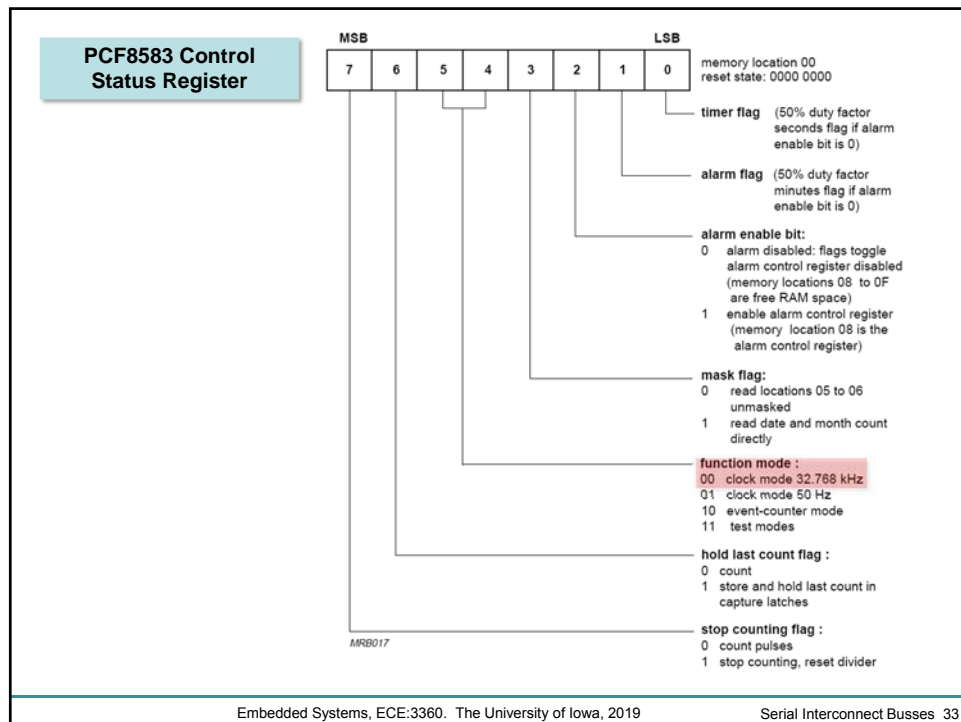 PCF8583 Control
Status Register
MSB LSB
7 6 5 4 3 2 1 0
memory location 00
reset state: 0000 0000
timer flag (50% duty factor
seconds flag if alarm
enable bit is 0)
alarm flag (50% duty factor
minutes flag if alarm
enable bit is 0)
alarm enable bit:
0 alarm disabled: flags toggle
alarm control register disabled
(memory locations 08 to 0F
are free RAM space)
1 enable alarm control register
(memory location 08 is the
alarm control register)
mask flag:
0 read locations 05 to 06
unmasked
1 read date and month count
directly
function mode :
00 clock mode 32.768 kHz
01 clock mode 50 Hz
10 event-counter mode
11 test modes
hold last count flag :
0 count
1 store and hold last count in
capture latches
stop counting flag :
0 count pulses
1 stop counting, reset divider
MRB017
Embedded Systems, ECE:3360. The University of Iowa, 2019 Serial Interconnect Busses 33